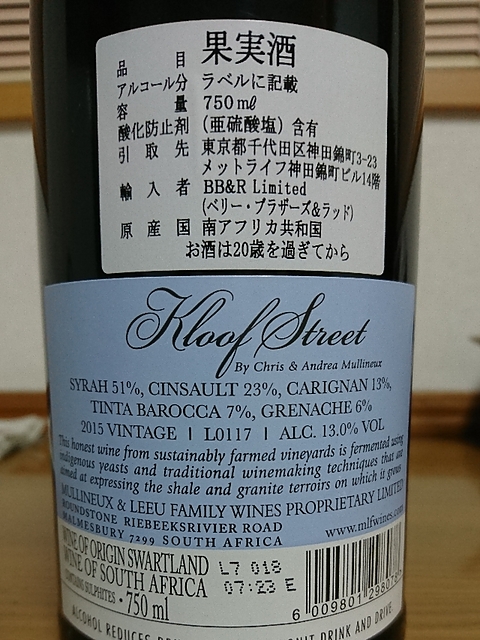 品目 果実酒
アルコール分 ラベルに記載
容量 750mℓ
酸化防止剤 (亜硫酸塩) 含有
引取先 東京都千代田区神田錦町3-23
メットライフ神田錦町ビル14階
輸入者 BB&R Limited
(ベリー・ブラザーズ&ラッド)
原産国 南アフリカ共和国
お酒は20歳を過ぎてから
Kloof Street
By Chris & Andrea Mullineux
SYRAH 51%, CINSAULT 23%, CARIGNAN 13%,
TINTA BAROCCA 7%, GRENACHE 6%
2015 VINTAGE | L0117 | ALC. 13.0% VOL
This honest wine from sustainably farmed vineyards is fermented using
indigenous yeasts and traditional winemaking techniques that are
aimed at expressing the shale and granite terroirs on which it grows
MULLINEUX & LEEU FAMILY WINES PROPRIETARY LIMITED
ROUNDSTONE RIEBEEKSRIVIER ROAD
MALMESBURY 7299 SOUTH AFRICA
www.mlfwines.com
WINE OF ORIGIN SWARTLAND
WINE OF SOUTH AFRICA
CONTAINS SULPHITES • 750 ml
L7 018
07:23 E
6 009801 298
ALCOHOL REDUCES
DRINK AND DRIVE.